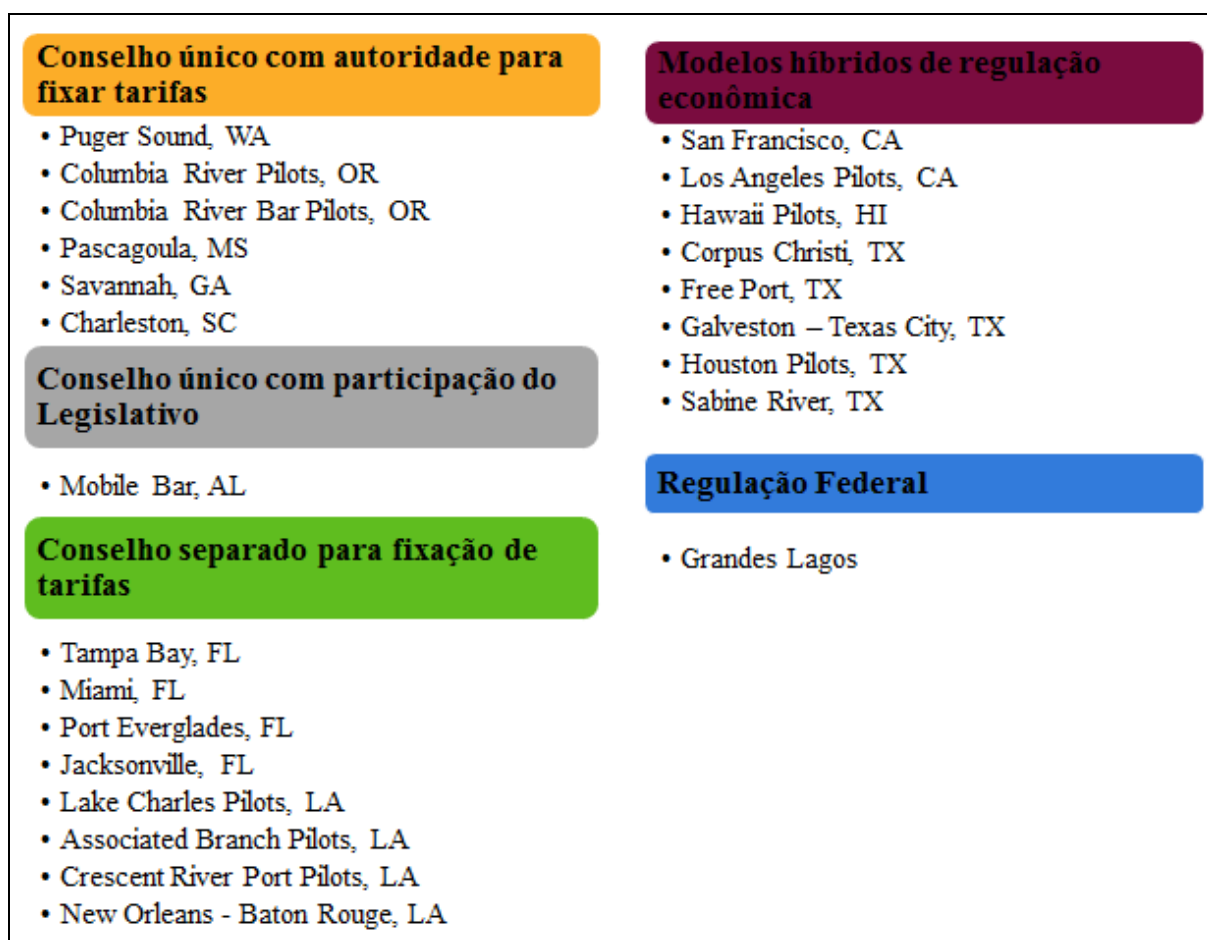 Conselho único com autoridade para
fixar tarifas
• Puger Sound, WA
• Columbia River Pilots, OR
• Columbia River Bar Pilots, OR
• Pascagoula, MS
• Savannah, GA
• Charleston, SC
Conselho único com participação do
Legislativo
• Mobile Bar, AL
Conselho separado para fixação de
tarifas
• Tampa Bay, FL
• Miami, FL
• Port Everglades, FL
• Jacksonville, FL
• Lake Charles Pilots, LA
• Associated Branch Pilots, LA
• Crescent River Port Pilots, LA
• New Orleans - Baton Rouge, LA
Modelos híbridos de regulação
econômica
• San Francisco, CA
• Los Angeles Pilots, CA
• Hawaii Pilots, HI
• Corpus Christi, TX
• Free Port, TX
• Galveston – Texas City, TX
• Houston Pilots, TX
• Sabine River, TX
Regulação Federal
• Grandes Lagos